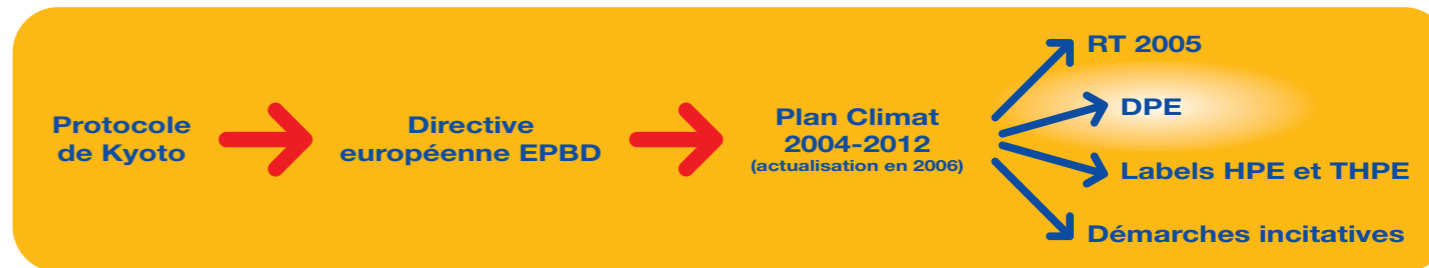 Protocole
de Kyoto
Directive
européenne EPBD
Plan Climat
2004-2012
(actualisation en 2006)
RT 2005
DPE
Labels HPE et THPE
Démarches incitatives